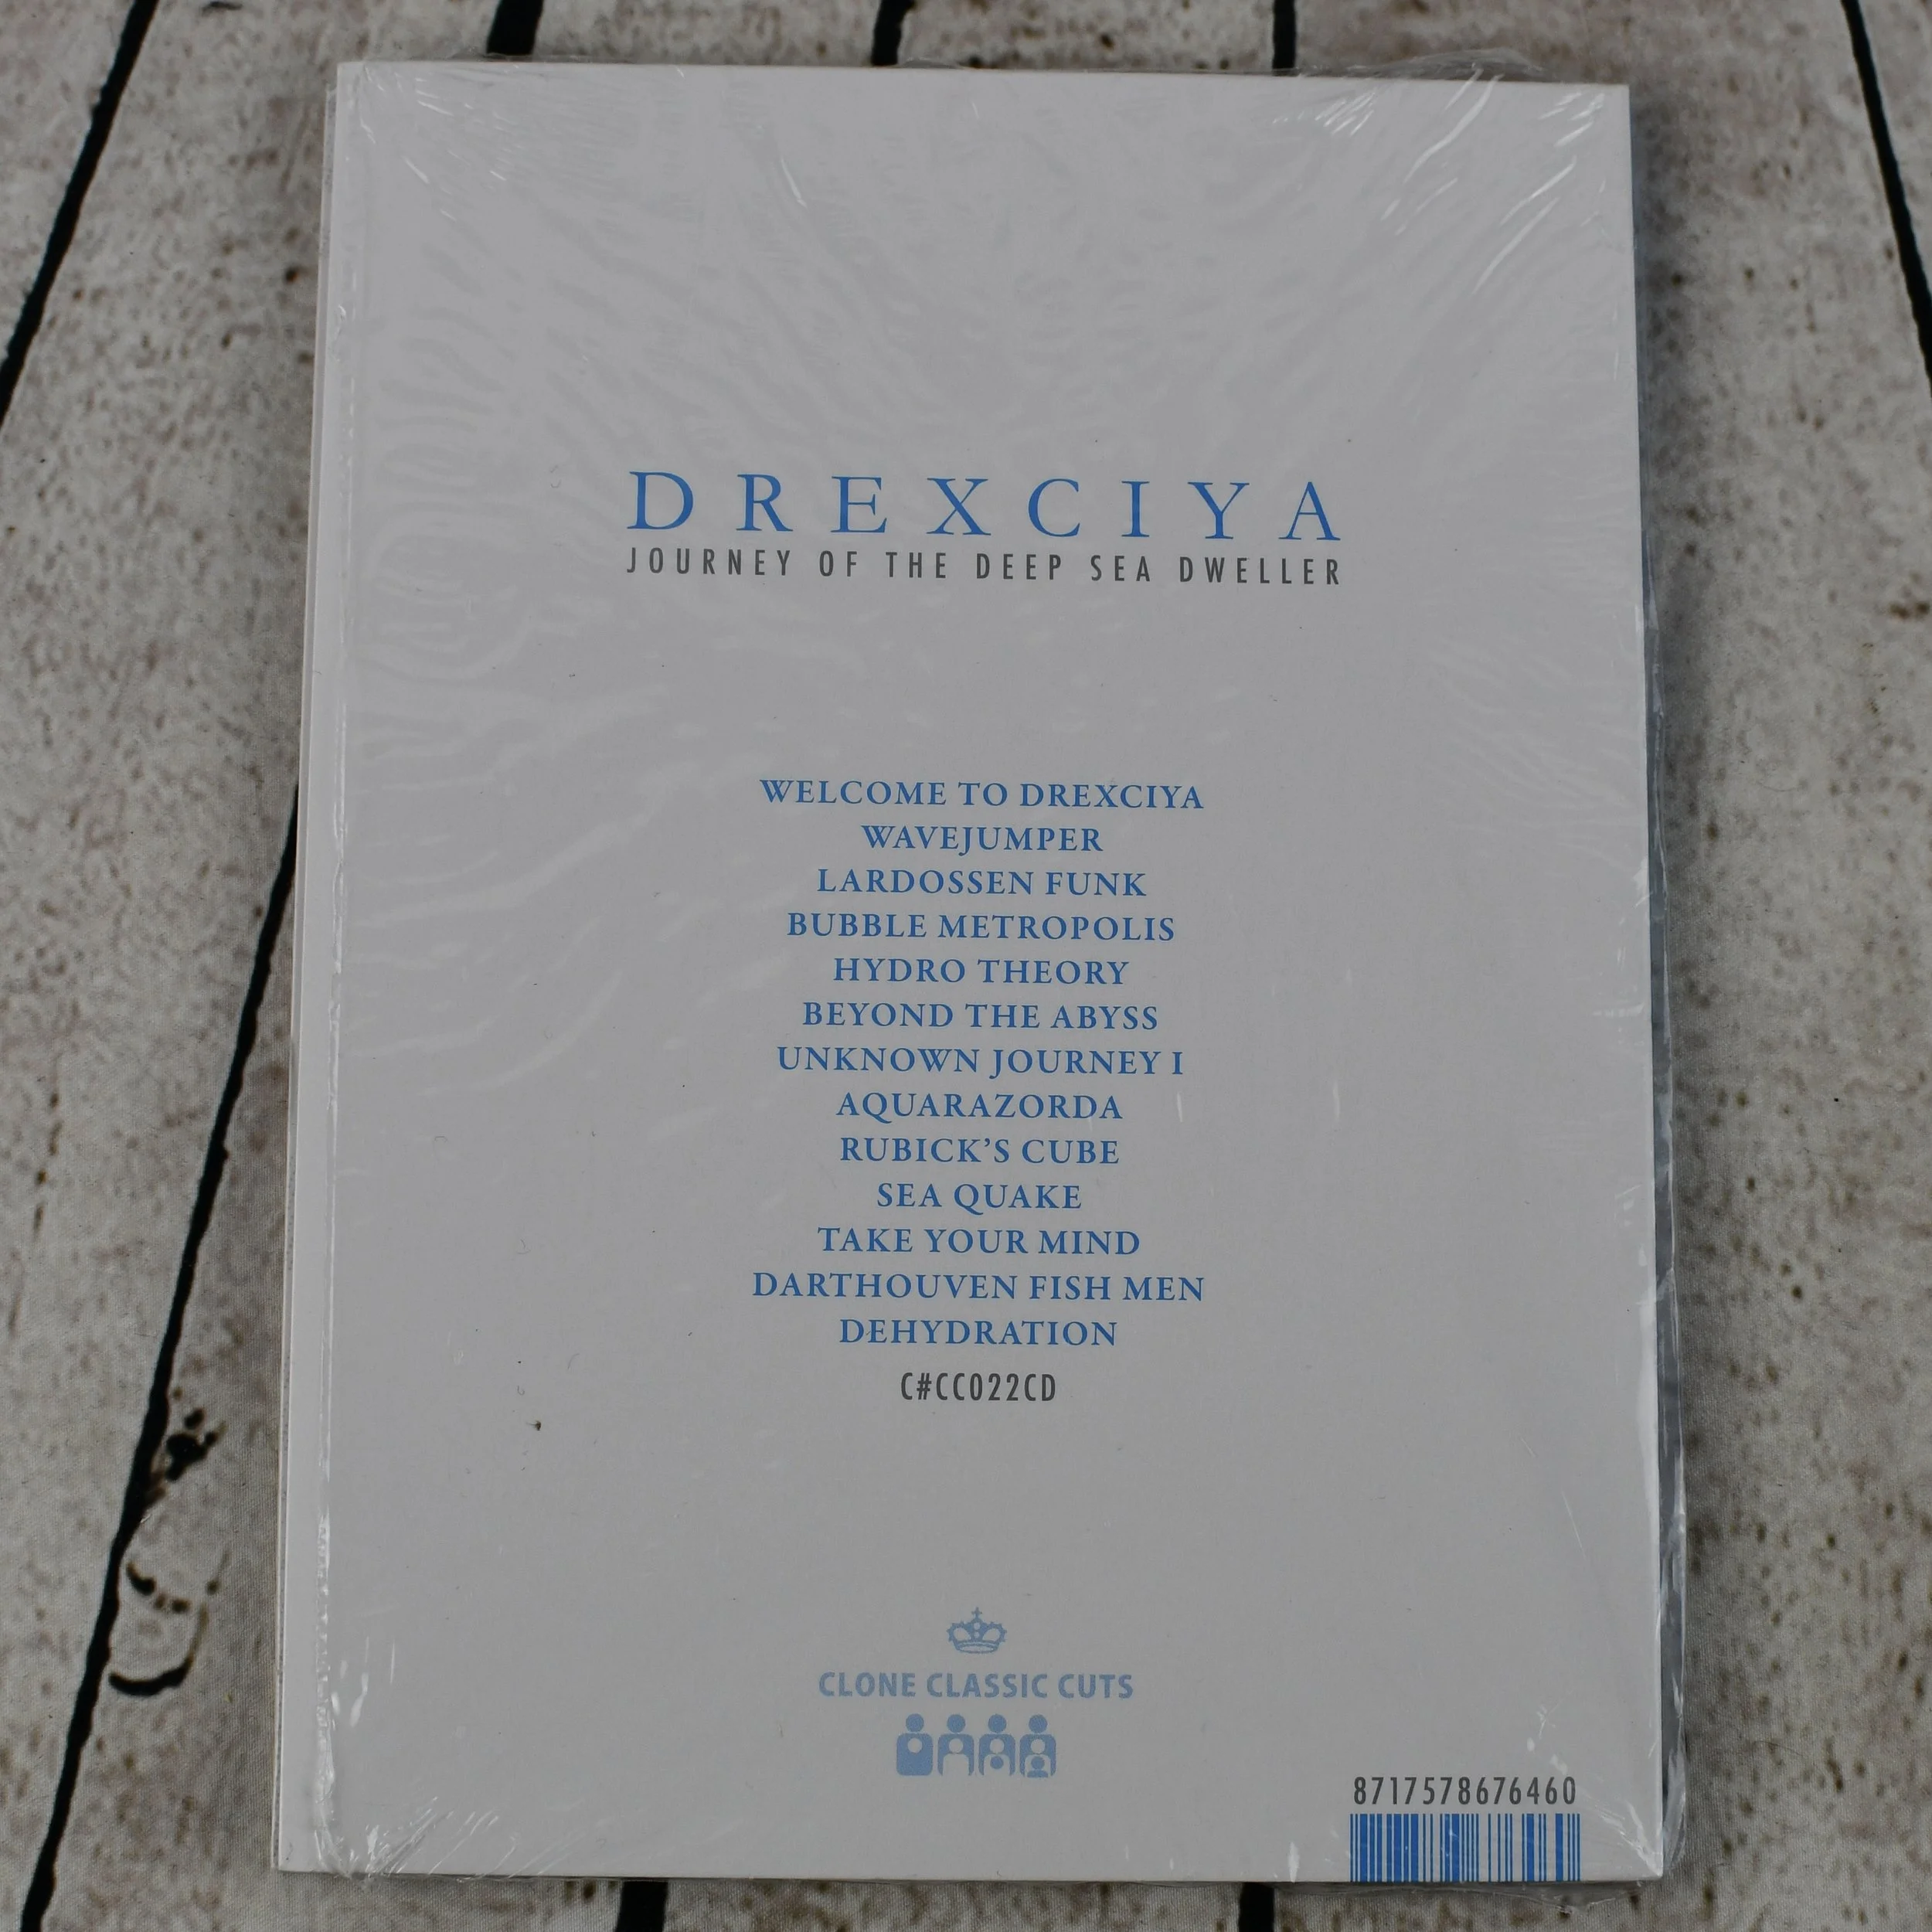 DREXCIYA
JOURNEY OF THE DEEP SEA DWELLER
WELCOME TO DREXCIYA
WAVEJUMPER
LARDOSSEN FUNK
BUBBLE METROPOLIS
HYDRO THEORY
BEYOND THE ABYSS
UNKNOWN JOURNEY I
AQUARAZORDA
RUBICK'S CUBE
SEA QUAKE
TAKE YOUR MIND
DARTHOUVEN FISH MEN
DEHYDRATION
C#CC022CD
CLONE CLASSIC CUTS
8717578676460